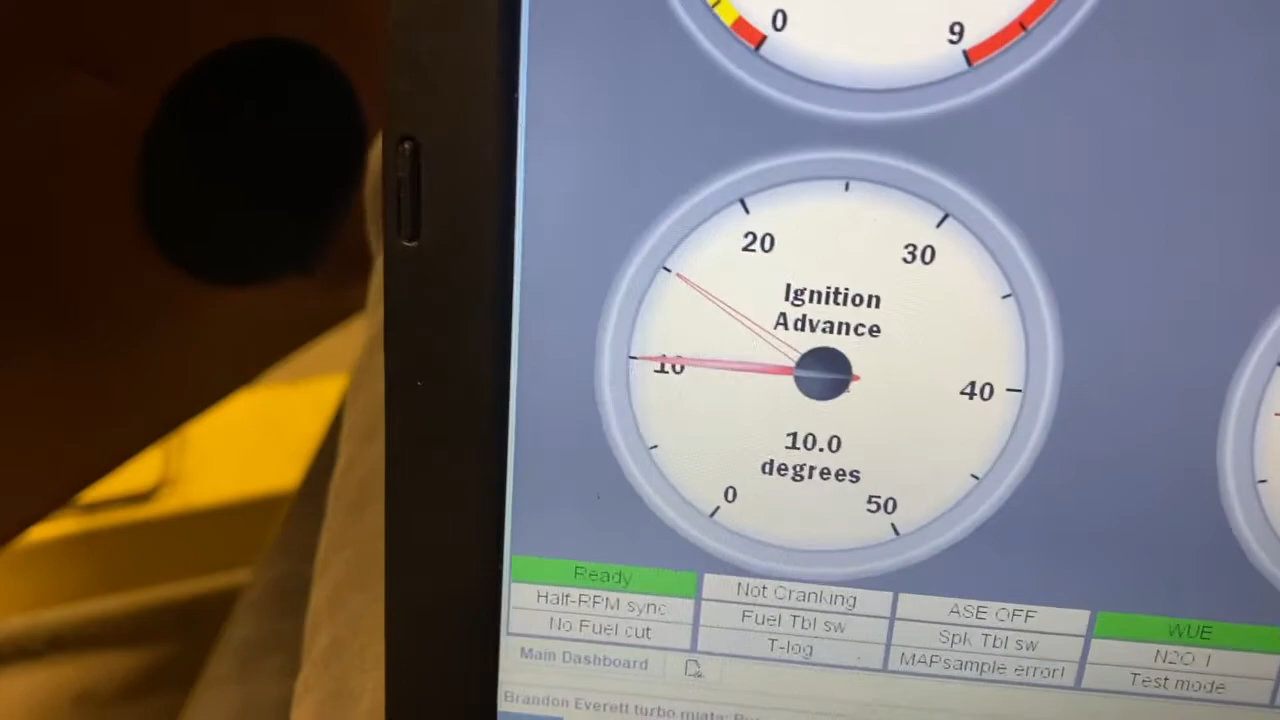 0
9
20
30
Ignition
Advance
10
40
10.0
degrees
0
50
Ready
Not Cranking
ASE OFF
WUE
Half-RPM sync
Fuel Tbl sw
Spk Tbl sw
N2O 1
No Fuel cut
T-log
MAPsample error!
Test mode
Main Dashboard
Brandon Everett turbo miata: